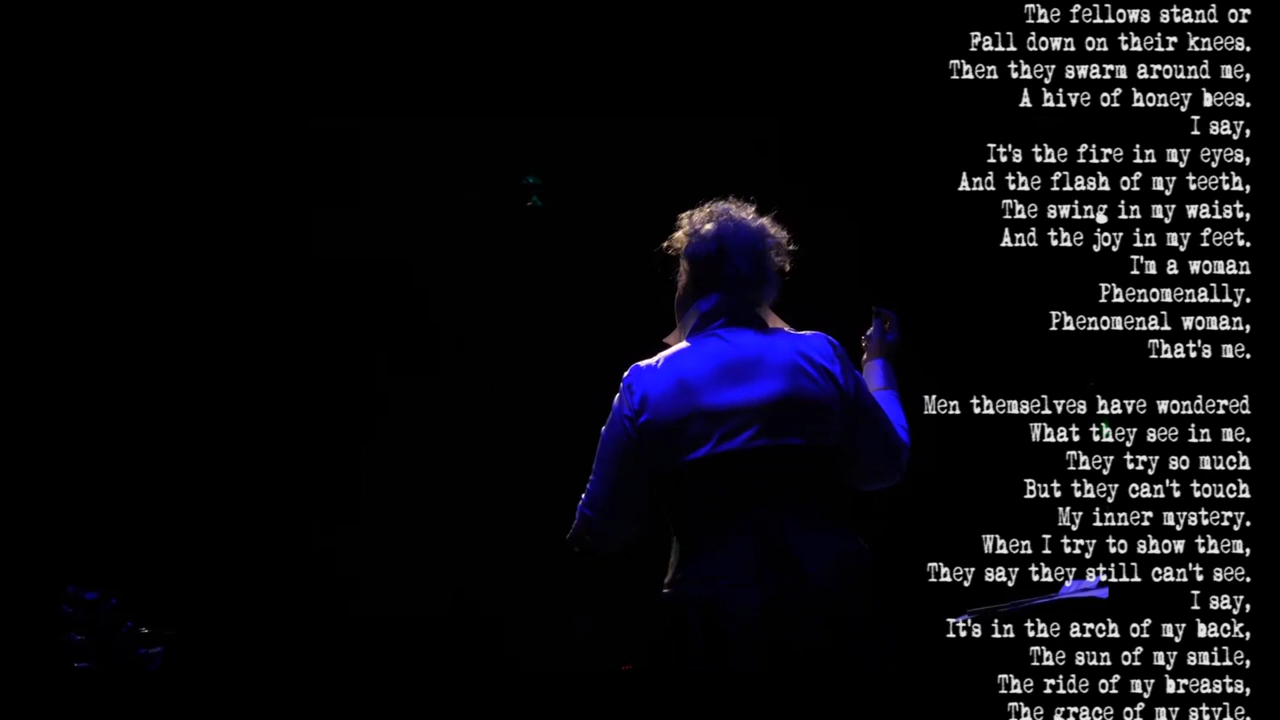 The fellows stand or
Fall down on their knees.
Then they swarm around me,
A hive of honey bees.
I say,
It's the fire in my eyes,
And the flash of my teeth,
The swing in my waist,
And the joy in my feet.
I'm a woman
Phenomenally.
Phenomenal woman,
That's me.
Men themselves have wondered
What they see in me.
They try so much
But they can't touch
My inner mystery.
When I try to show them,
They say they still can't see.
I say,
It's in the arch of my back,
The sun of my smile,
The ride of my breasts,
The grace of my style.